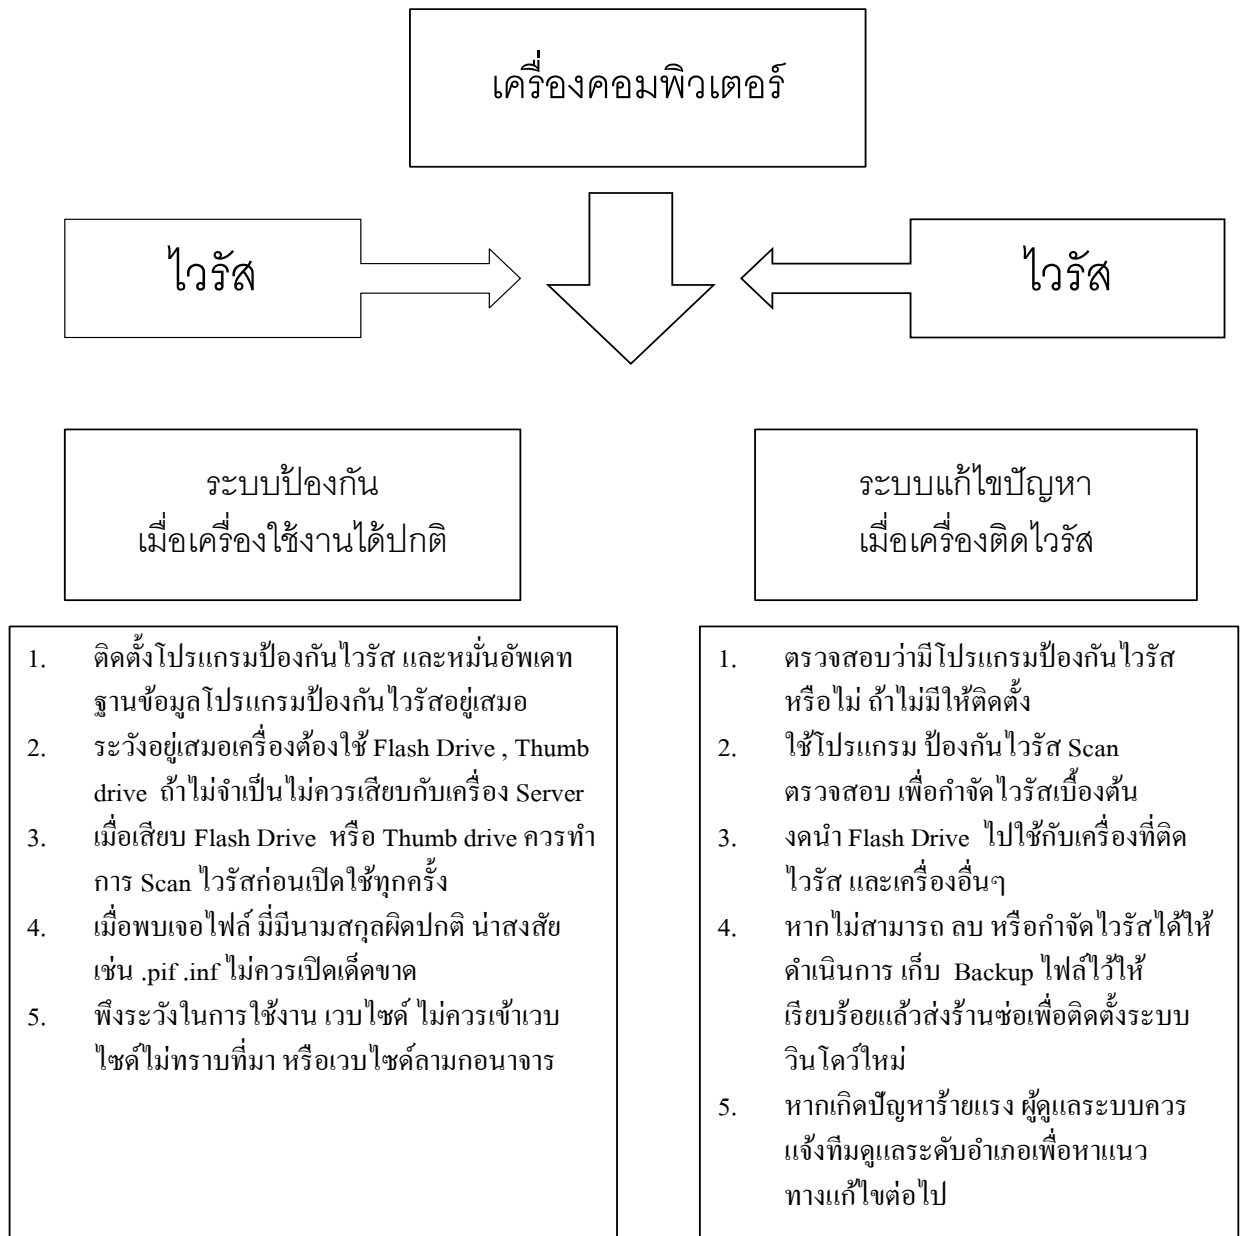 เครื่องคอมพิวเตอร์
ไวรัส
ไวรัส
ระบบป้องกัน
เมื่อเครื่องใช้งานได้ปกติ
ระบบแก้ไขปัญหา
เมื่อเครื่องติดไวรัส
1. ติดตั้งโปรแกรมป้องกันไวรัส และหมั่นอัพเดท
ฐานข้อมูลโปรแกรมป้องกันไวรัสอยู่เสมอ
2. ระวังอยู่เสมอเครื่องต้องใช้ Flash Drive , Thumb
drive ถ้าไม่จำเป็นไม่ควรเสียบกับเครื่อง Server
3. เมื่อเสียบ Flash Drive หรือ Thumb drive ควรทำ
การ Scan ไวรัสก่อนเปิดใช้ทุกครั้ง
4. เมื่อพบเจอไฟล์ มี่มีนามสกุลผิดปกติ น่าสงสัย
เช่น .pif .inf ไม่ควรเปิดเด็ดขาด
5. พึงระวังในการใช้งาน เวบไซด์ ไม่ควรเข้าเวบ
ไซด์ไม่ทราบที่มา หรือเวบไซด์ลามกอนาจาร
1. ตรวจสอบว่ามีโปรแกรมป้องกันไวรัส
หรือไม่ ถ้าไม่มีให้ติดตั้ง
2. ใช้โปรแกรม ป้องกันไวรัส Scan
ตรวจสอบ เพื่อกำจัดไวรัสเบื้องต้น
3. งดนำ Flash Drive ไปใช้กับเครื่องที่ติด
ไวรัส และเครื่องอื่นๆ
4. หากไม่สามารถ ลบ หรือกำจัดไวรัสได้ให้
ดำเนินการ เก็บ Backup ไฟล์ไว้ให้
เรียบร้อยแล้วส่งร้านซ่อเพื่อติดตั้งระบบ
วินโดว์ใหม่
5. หากเกิดปัญหาร้ายแรง ผู้ดูแลระบบควร
แจ้งทีมดูแลระดับอำเภอเพื่อหาแนว
ทางแก้ไขต่อไป